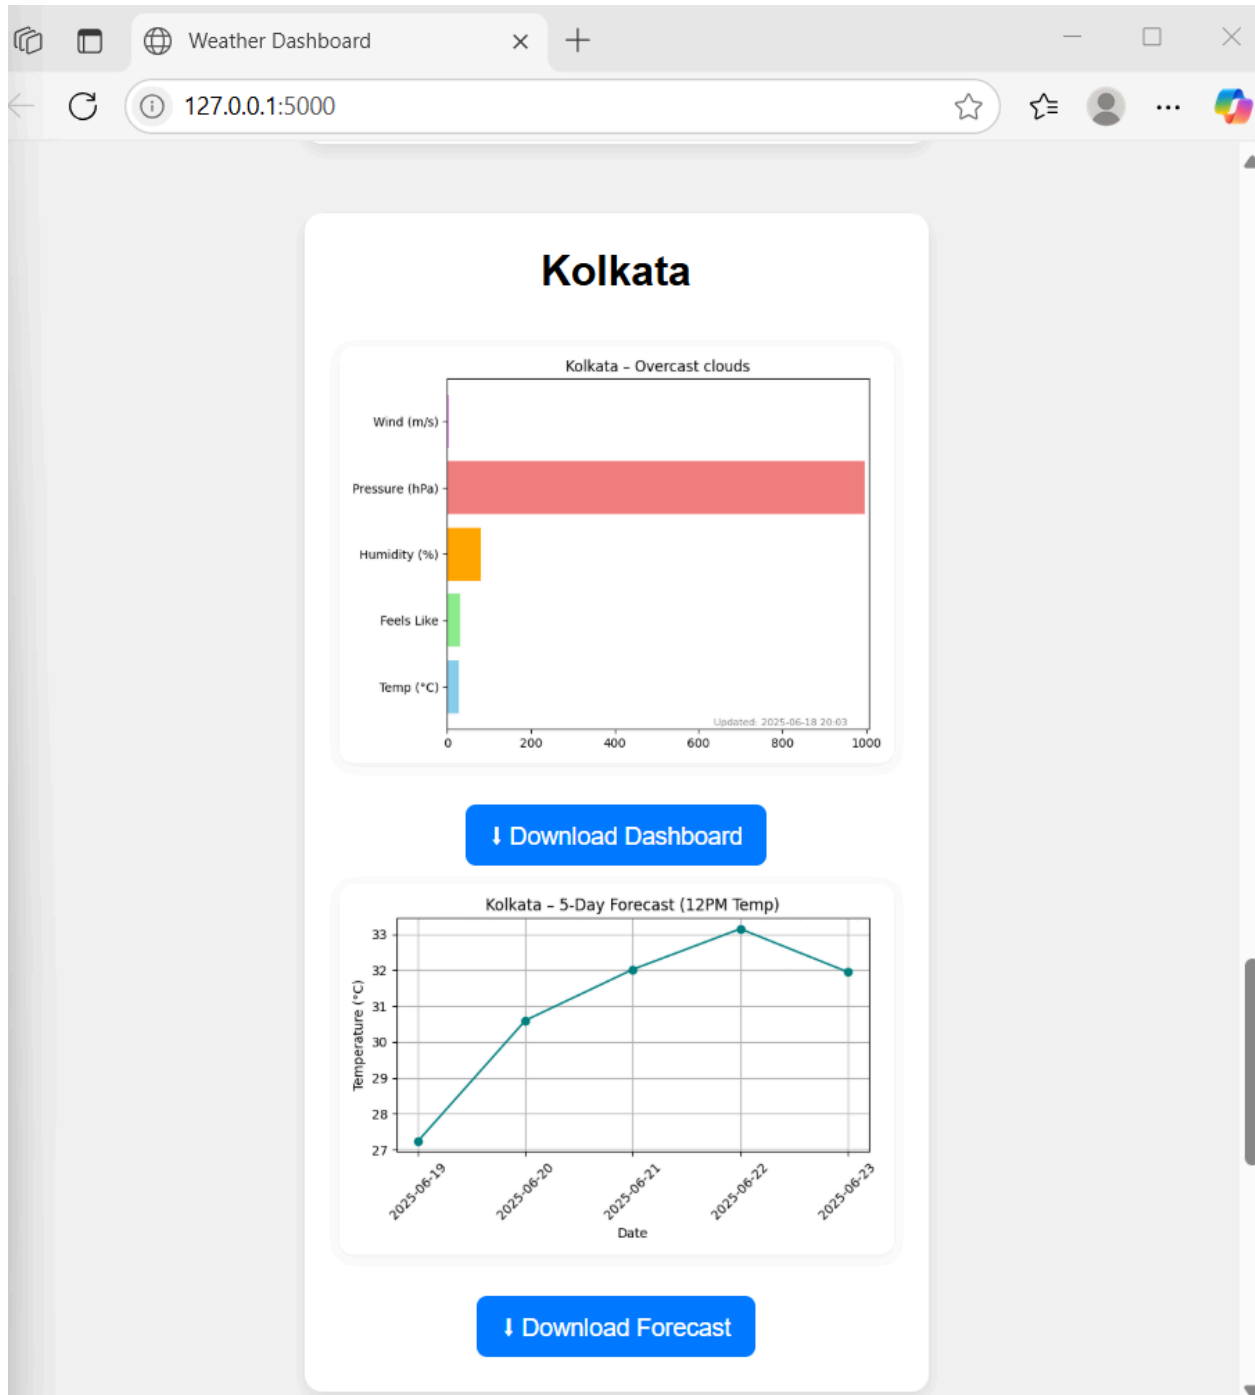 Weather Dashboard
127.0.0.1:5000
Kolkata
Kolkata – Overcast clouds
Wind (m/s)
Pressure (hPa)
Humidity (%)
Feels Like
Temp (°C)
Updated: 2025-06-18 20:03
0 200 400 600 800 1000
⬇ Download Dashboard
Kolkata – 5-Day Forecast (12PM Temp)
Temperature (°C)
33
32
31
30
29
28
27
2025-06-19 2025-06-20 2025-06-21 2025-06-22 2025-06-23
Date
⬇ Download Forecast